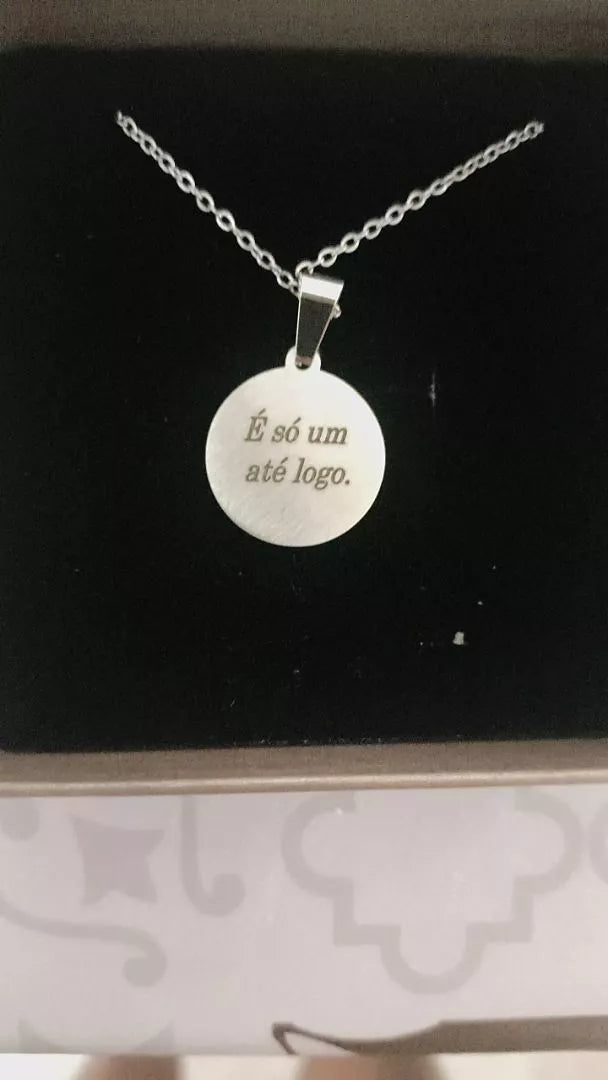 É só um
até logo.